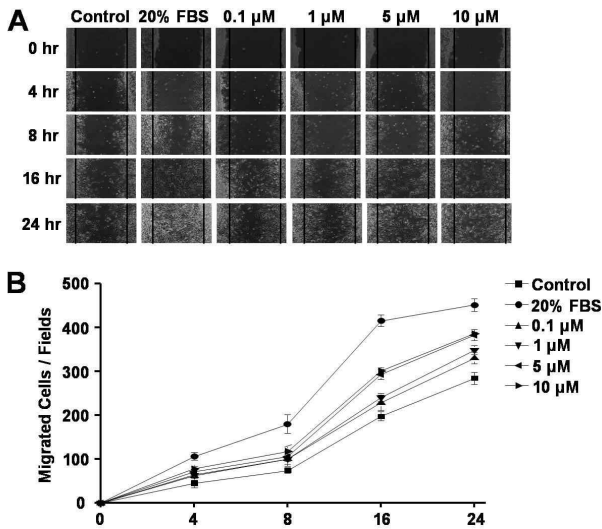 A
Control 20% FBS 0.1 μM 1 μM 5 μM 10 μM
0 hr
4 hr
8 hr
16 hr
24 hr
B
Migrated Cells / Fields
500
400
300
200
100
0
0 4 8 16 24
Control
20% FBS
0.1 μM
1 μM
5 μM
10 μM